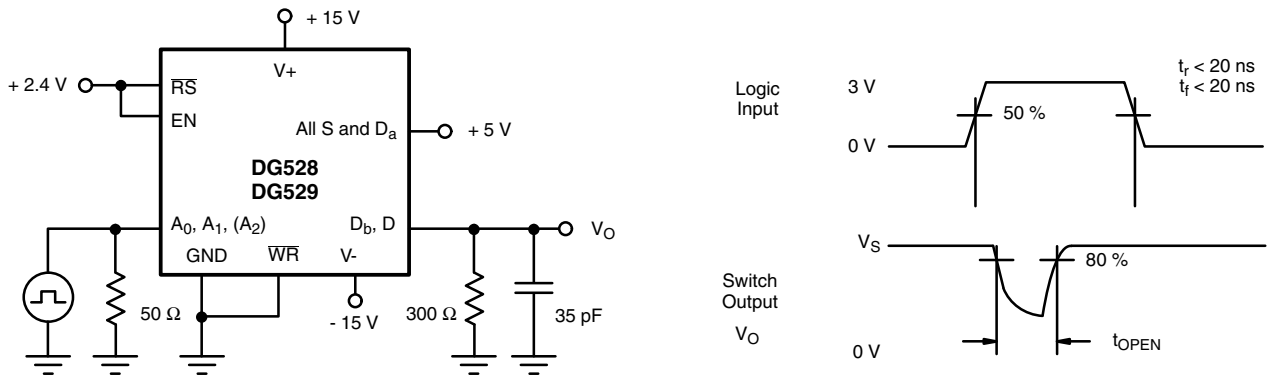 + 15 V
+ 2.4 V
RS
V+
EN
All S and Da
+ 5 V
DG528
DG529
A0, A1, (A2)
Db, D
VO
GND
WR
V-
50 Ω
- 15 V
300 Ω
35 pF
Logic
Input
3 V
50 %
0 V
tr < 20 ns
tf < 20 ns
VS
80 %
Switch
Output
VO
0 V
tOPEN